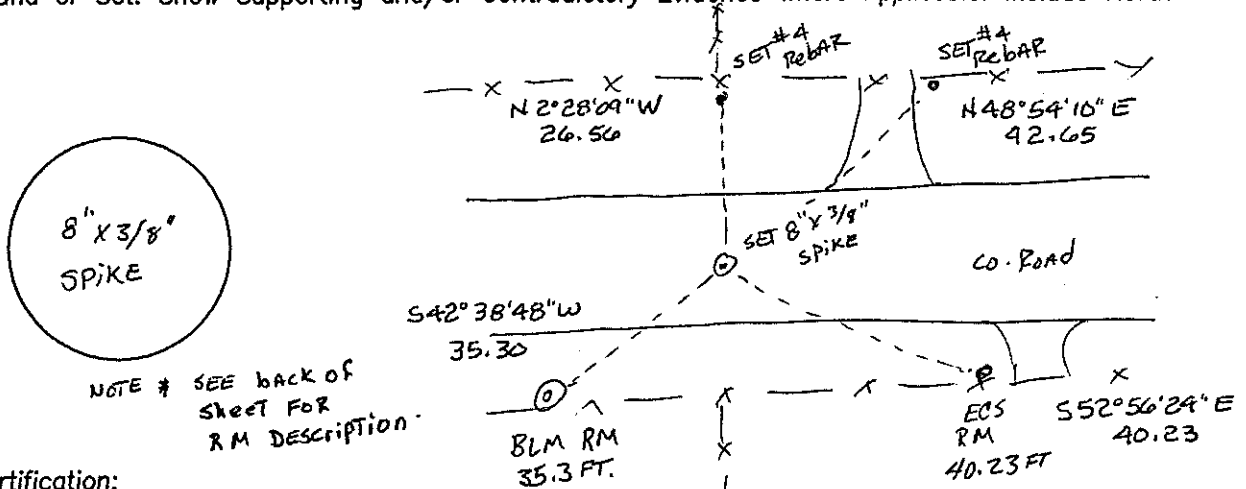 and or Set. Show Supporting and/or Contradictory Evidence Where Applicable. Include North
SET #4
RebAR
SET #4
RebAR
N 2°28'09"W
26.56
N48°54'10"E
42.65
8" X 3/8"
SPiKE
SET 8" X 3/8"
SPiKE
CO. ROAD
S42°38'48"W
35.30
NOTE * SEE bACK OF
SheeT FOR
RM DEScripTion.
BLM RM
35.3 FT.
ECS
RM
40.23 FT
S52°56'24"E
40.23
rtification: